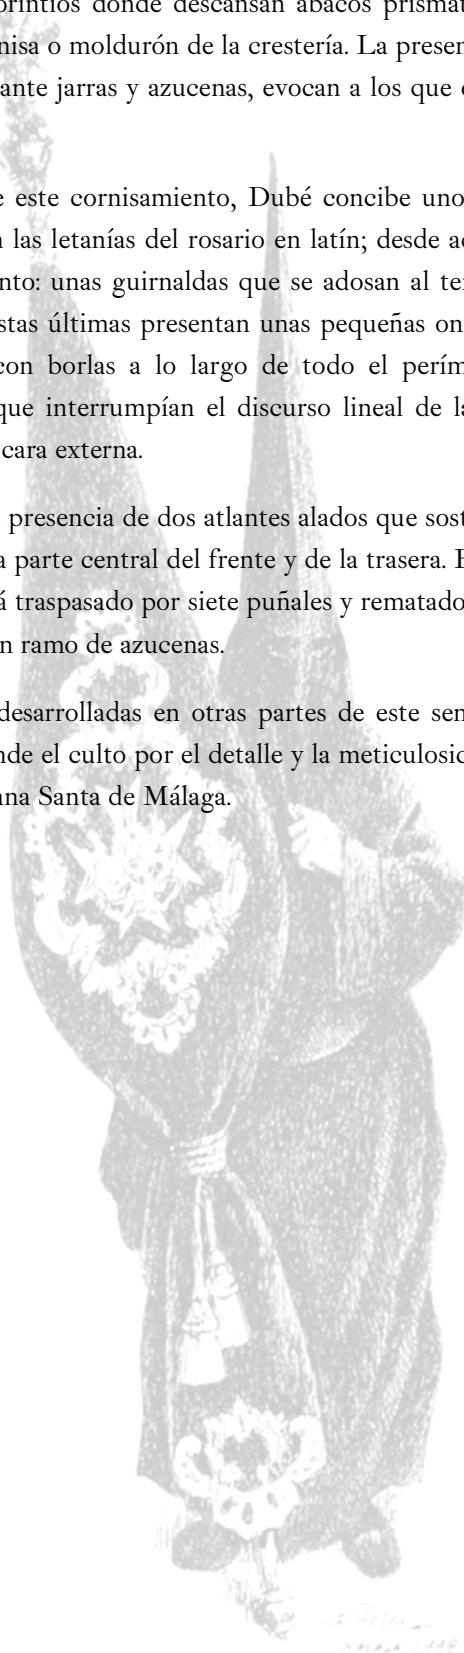 orintios donde descansan ábacos prismát
nisa o moldurón de la crestería. La presen
ante jarras y azucenas, evocan a los que
este cornisamiento, Dubé concibe uno
las letanías del rosario en latín; desde
nto: unas guirnaldas que se adosan al
stas últimas presentan unas pequeñas
con borlas a lo largo de todo el perím
que interrumpían el discurso lineal de
cara externa.
presencia de dos atlantes alados que sost
a parte central del frente y de la trasera.
á traspasado por siete puñales y rematado
n ramo de azucenas.
desarrolladas en otras partes de este
nde el culto por el detalle y la meticulosid
ana Santa de Málaga.